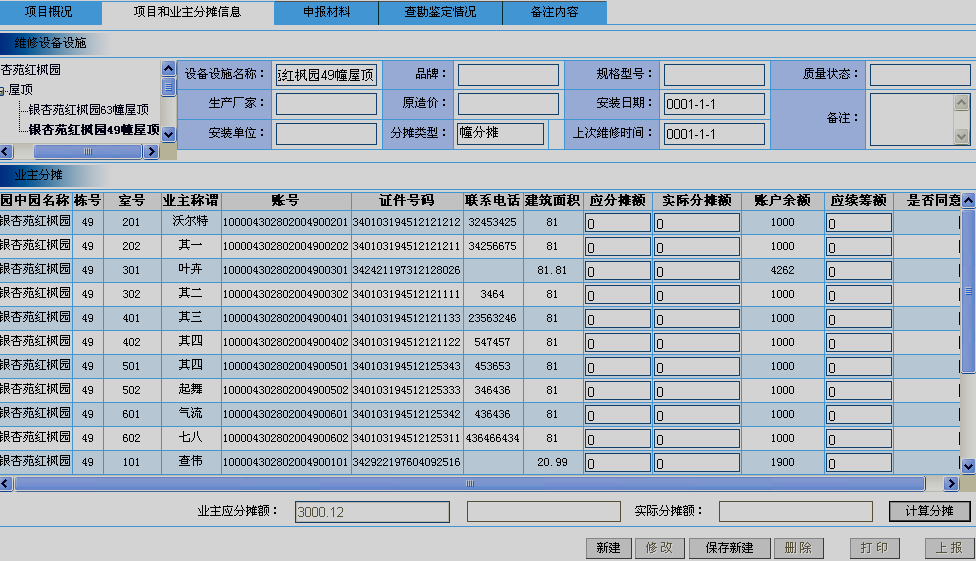 项目概况 项目和业主分摊信息 申报材料 查勘鉴定情况 备注内容
维修设备设施
杏苑红枫园
屋顶
银杏苑红枫园63幢屋顶
银杏苑红枫园49幢屋顶
设备设施名称： 红枫园49幢屋顶 品牌： 规格型号： 质量状态：
生产厂家： 原造价： 安装日期： 0001-1-1 备注：
安装单位： 分摊类型： 幢分摊 上次维修时间： 0001-1-1
业主分摊
园中园名称 栋号 室号 业主称谓 账号 证件号码 联系电话 建筑面积 应分摊额 实际分摊额 账户余额 应续筹额 是否同意
银杏苑红枫园 49 201 沃尔特 10000430280200490020​1 340103194512121212 32453425 81 0 0 1000 0
银杏苑红枫园 49 202 其一 100004302802004900202 340103194512121211 34256675 81 0 0 1000 0
银杏苑红枫园 49 301 叶卉 100004302802004900301 342421197312128026 81.81 0 0 4262 0
银杏苑红枫园 49 302 其二 100004302802004900302 340103194512121111 3464 81 0 0 1000 0
银杏苑红枫园 49 401 其三 100004302802004900401 340103194512121133 23563246 81 0 0 1000 0
银杏苑红枫园 49 402 其四 100004302802004900402 340103194512121122 547457 81 0 0 1000 0
银杏苑红枫园 49 501 其四 100004302802004900501 340103194512125343 453653 81 0 0 1000 0
银杏苑红枫园 49 502 起舞 100004302802004900502 340103194512125333 346436 81 0 0 1000 0
银杏苑红枫园 49 601 气流 100004302802004900601 340103194512125342 436436 81 0 0 1000 0
银杏苑红枫园 49 602 七八 100004302802004900602 340103194512125311 436466434 81 0 0 1000 0
银杏苑红枫园 49 101 查伟 100004302802004900101 342922197604092516 20.99 0 0 1900 0
业主应分摊额： 3000.12 实际分摊额： 计算分摊
新建 修改 保存新建 删除 打印 上报